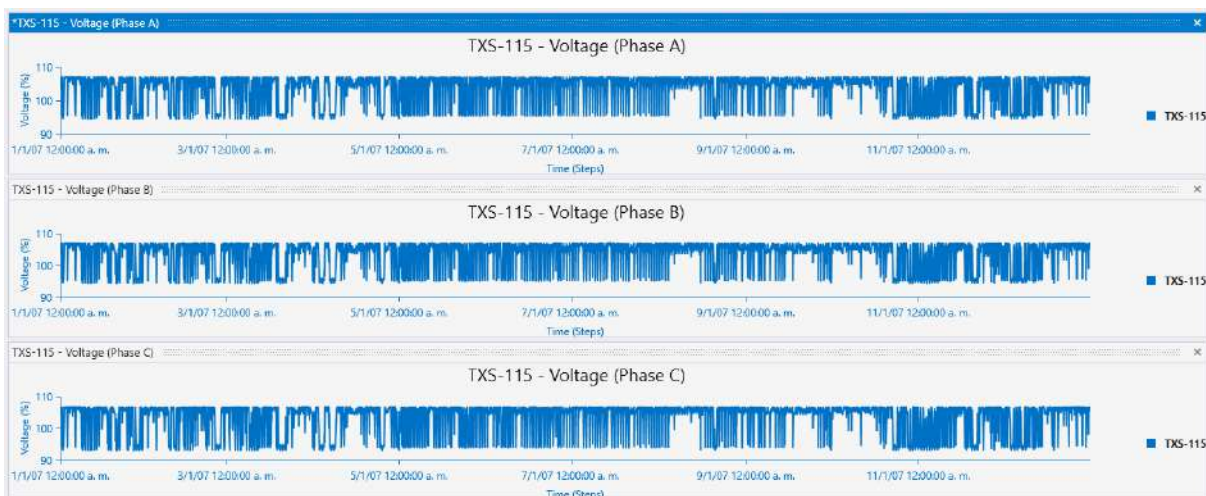 *TXS-115 - Voltage (Phase A) ×
TXS-115 - Voltage (Phase A)
110
100
90
Voltage (%)
1/1/07 12:00:00 a. m. 3/1/07 12:00:00 a. m. 5/1/07 12:00:00 a. m. 7/1/07 12:00:00 a. m. 9/1/07 12:00:00 a. m. 11/1/07 12:00:00 a. m.
Time (Steps)
TXS-115
TXS-115 - Voltage (Phase B) ×
TXS-115 - Voltage (Phase B)
110
100
90
Voltage (%)
1/1/07 12:00:00 a. m. 3/1/07 12:00:00 a. m. 5/1/07 12:00:00 a. m. 7/1/07 12:00:00 a. m. 9/1/07 12:00:00 a. m. 11/1/07 12:00:00 a. m.
Time (Steps)
TXS-115
TXS-115 - Voltage (Phase C) ×
TXS-115 - Voltage (Phase C)
110
100
90
Voltage (%)
1/1/07 12:00:00 a. m. 3/1/07 12:00:00 a. m. 5/1/07 12:00:00 a. m. 7/1/07 12:00:00 a. m. 9/1/07 12:00:00 a. m. 11/1/07 12:00:00 a. m.
Time (Steps)
TXS-115